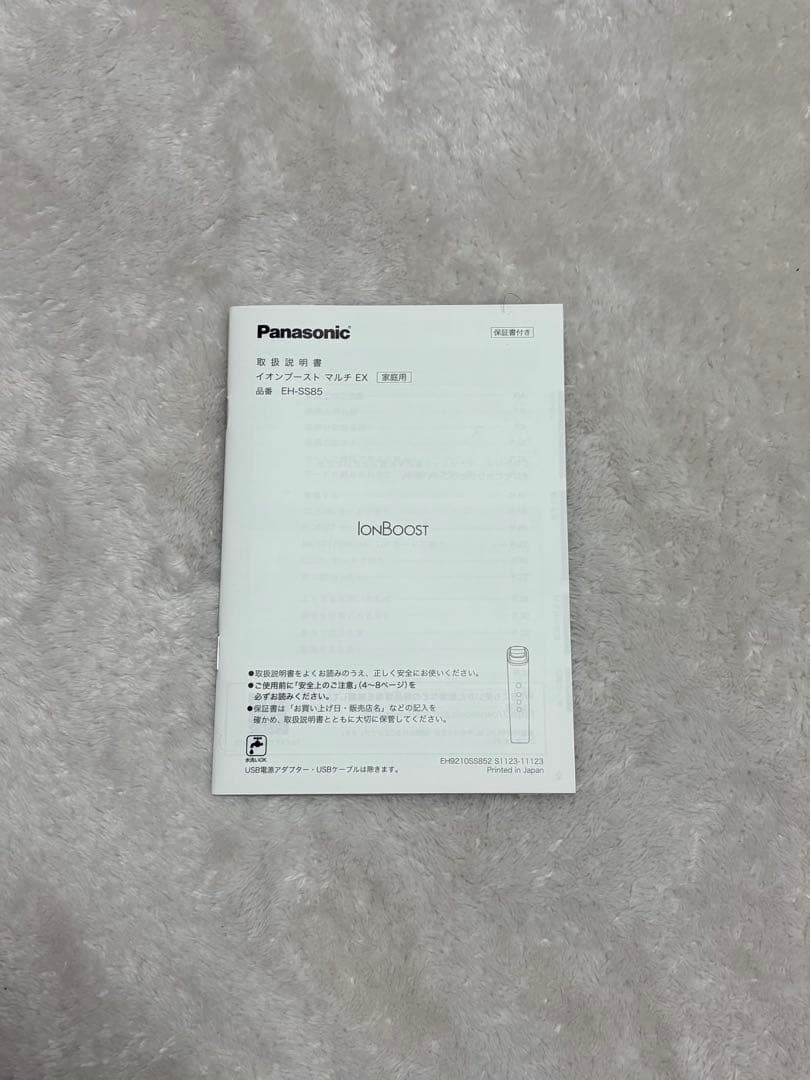 Panasonic
保証書付き
取扱説明書
イオンブースト マルチ EX 家庭用
品番 EH-SS85
IONBOOST
●取扱説明書をよくお読みのうえ、正しく安全にお使いください。
●ご使用前に「安全上のご注意」(4~8ページ)を
必ずお読みください。
●保証書は「お買い上げ日・販売店名」などの記入を
確かめ、取扱説明書とともに大切に保管してください。
水洗いOK
USB電源アダプター・USBケーブルは除きます。
EH9210SS852 S1123-11123
Printed in Japan